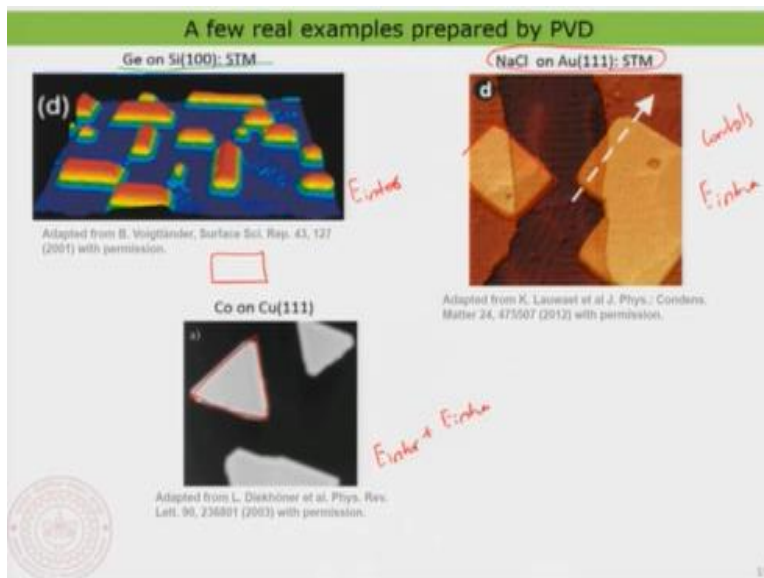 A few real examples prepared by PVD
Ge on Si(100): STM
(d)
Einter
Adapted from B. Voigtländer, Surface Sci. Rep. 43, 127
(2001) with permission.
NaCl on Au(111): STM
d
Controls
Eintra
Adapted from K. Lauwaet et al J. Phys.: Condens.
Matter 24, 475507 (2012) with permission.
Co on Cu(111)
a)
Einter + Eintra
Adapted from L. Diekhöner et al. Phys. Rev.
Lett. 90, 236801 (2003) with permission.